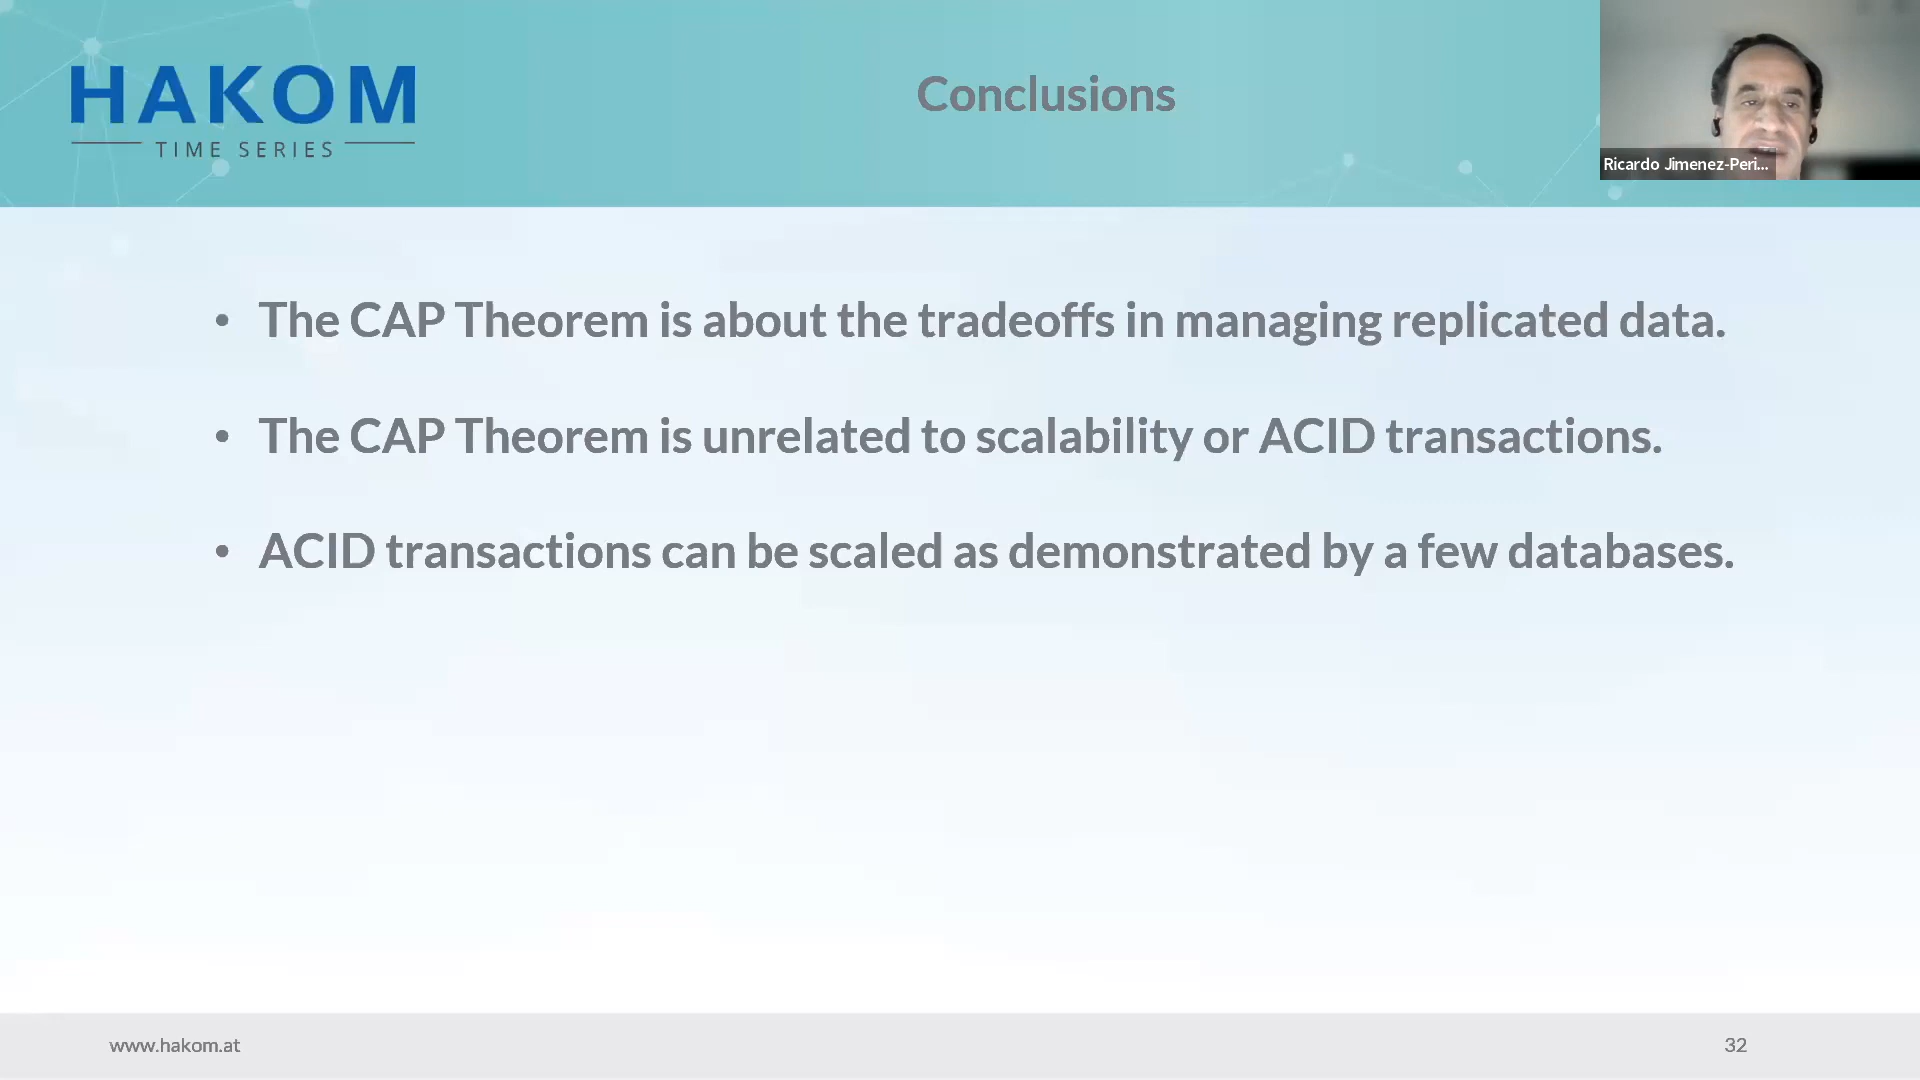 HAKOM
TIME SERIES
Conclusions
Ricardo Jimenez-Peri...
• The CAP Theorem is about the tradeoffs in managing replicated data.
• The CAP Theorem is unrelated to scalability or ACID transactions.
• ACID transactions can be scaled as demonstrated by a few databases.
www.hakom.at
32